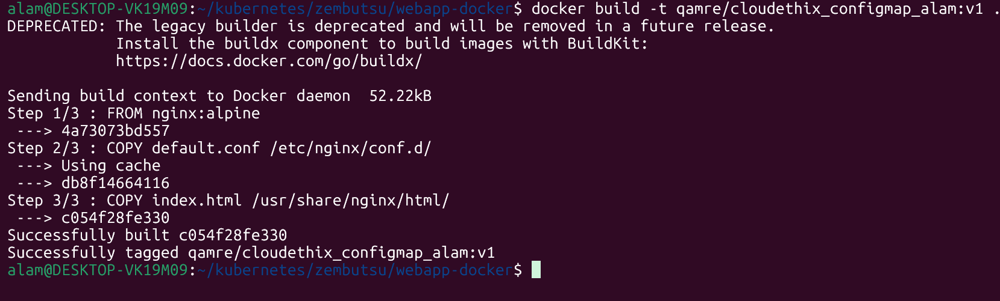 alam@DESKTOP-VK19M09:~/kubernetes/zembutsu/webapp-docker$ docker build -t qamre/cloudethix_configmap_alam:v1 .
DEPRECATED: The legacy builder is deprecated and will be removed in a future release.
            Install the buildx component to build images with BuildKit:
            https://docs.docker.com/go/buildx/

Sending build context to Docker daemon  52.22kB
Step 1/3 : FROM nginx:alpine
 ---> 4a73073bd557
Step 2/3 : COPY default.conf /etc/nginx/conf.d/
 ---> Using cache
 ---> db8f14664116
Step 3/3 : COPY index.html /usr/share/nginx/html/
 ---> c054f28fe330
Successfully built c054f28fe330
Successfully tagged qamre/cloudethix_configmap_alam:v1
alam@DESKTOP-VK19M09:~/kubernetes/zembutsu/webapp-docker$